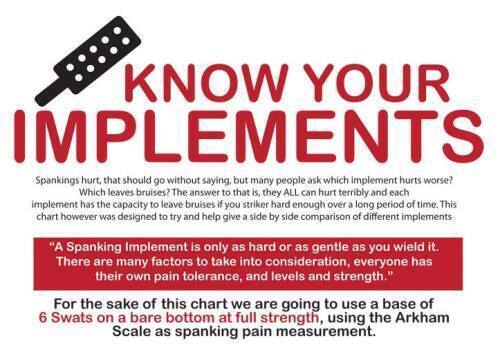 KNOW YOUR
IMPLEMENTS
Spankings hurt, that should go without saying, but many people ask which implement hurts worse?
Which leaves bruises? The answer to that is, they ALL can hurt terribly and each
implement has the capacity to leave bruises if you striker hard enough over a long period of time. This
chart however was designed to try and help give a side by side comparison of different implements
"A Spanking Implement is only as hard or as gentle as you wield it.
There are many factors to take into consideration, everyone has
their own pain tolerance, and levels and strength."
For the sake of this chart we are going to use a base of
6 Swats on a bare bottom at full strength, using the Arkham
Scale as spanking pain measurement.